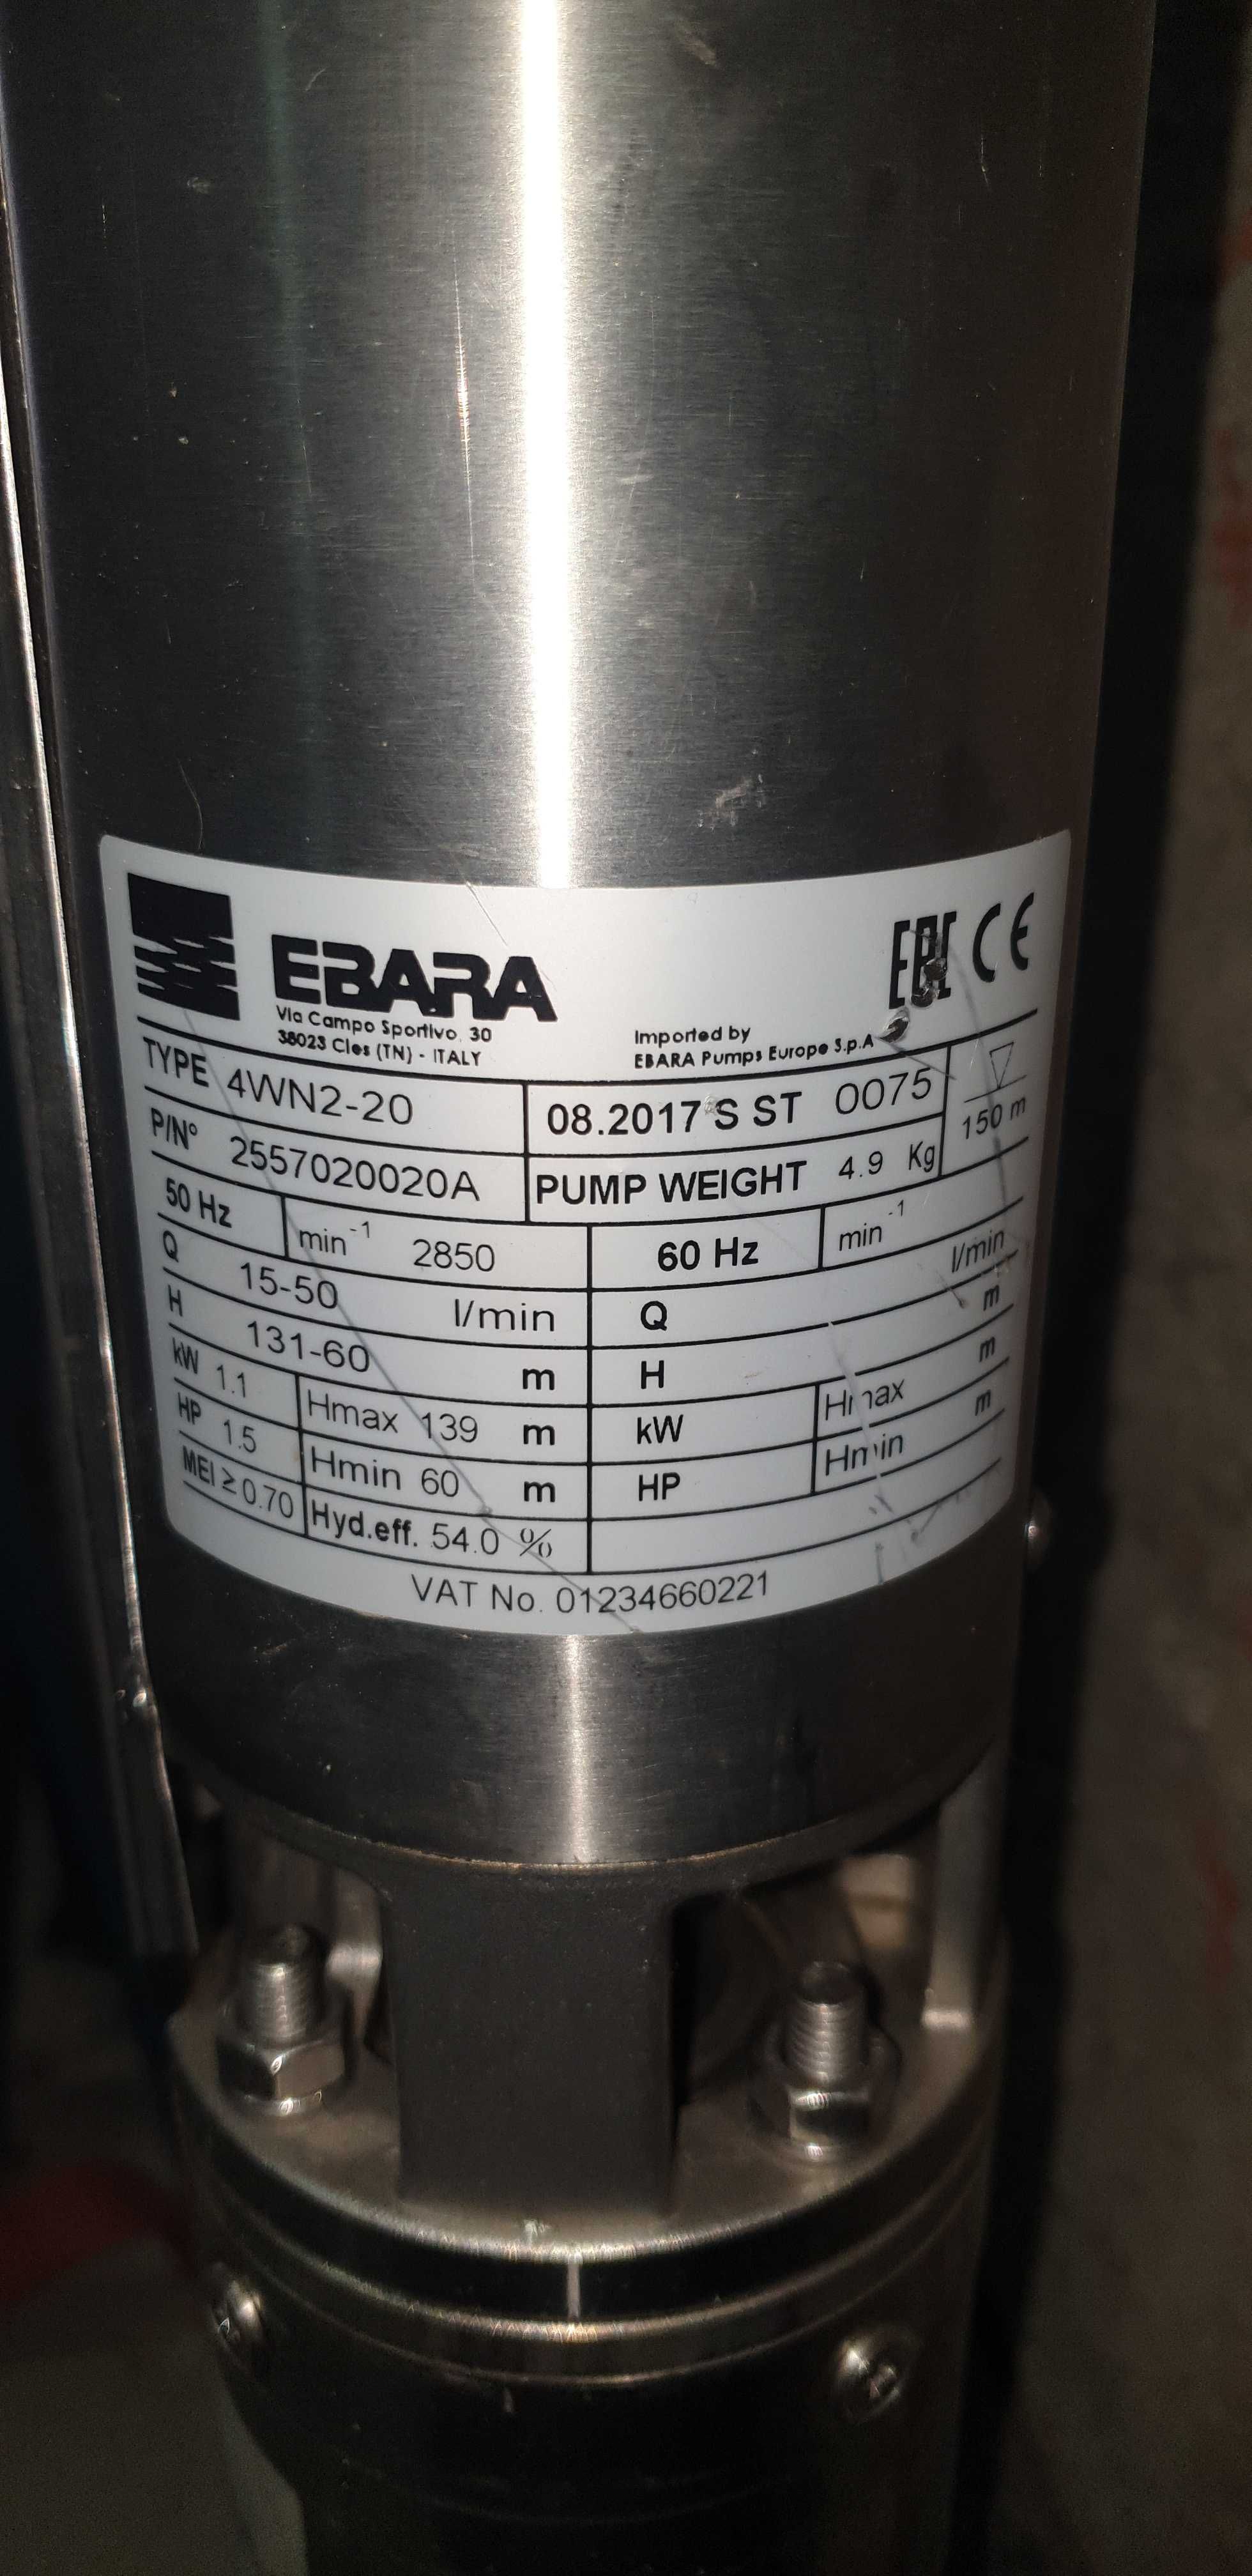 EBARA
EAC CE
Via Campo Sportivo, 30
38023 Cles (TN) - ITALY
Imported by
EBARA Pumps Europe S.p.A
TYPE 4WN2-20
08.2017 S ST 0075
150 m
P/N° 2557020020A
PUMP WEIGHT 4.9 Kg
50 Hz min-1 2850
60 Hz min-1
Q 15-50 l/min
Q l/min
H 131-60 m
H m
kW 1.1 Hmax 139 m
kW Hmax m
HP 1.5 Hmin 60 m
HP Hmin m
MEI ≥ 0.70 Hyd.eff. 54.0 %
VAT No. 01234660221